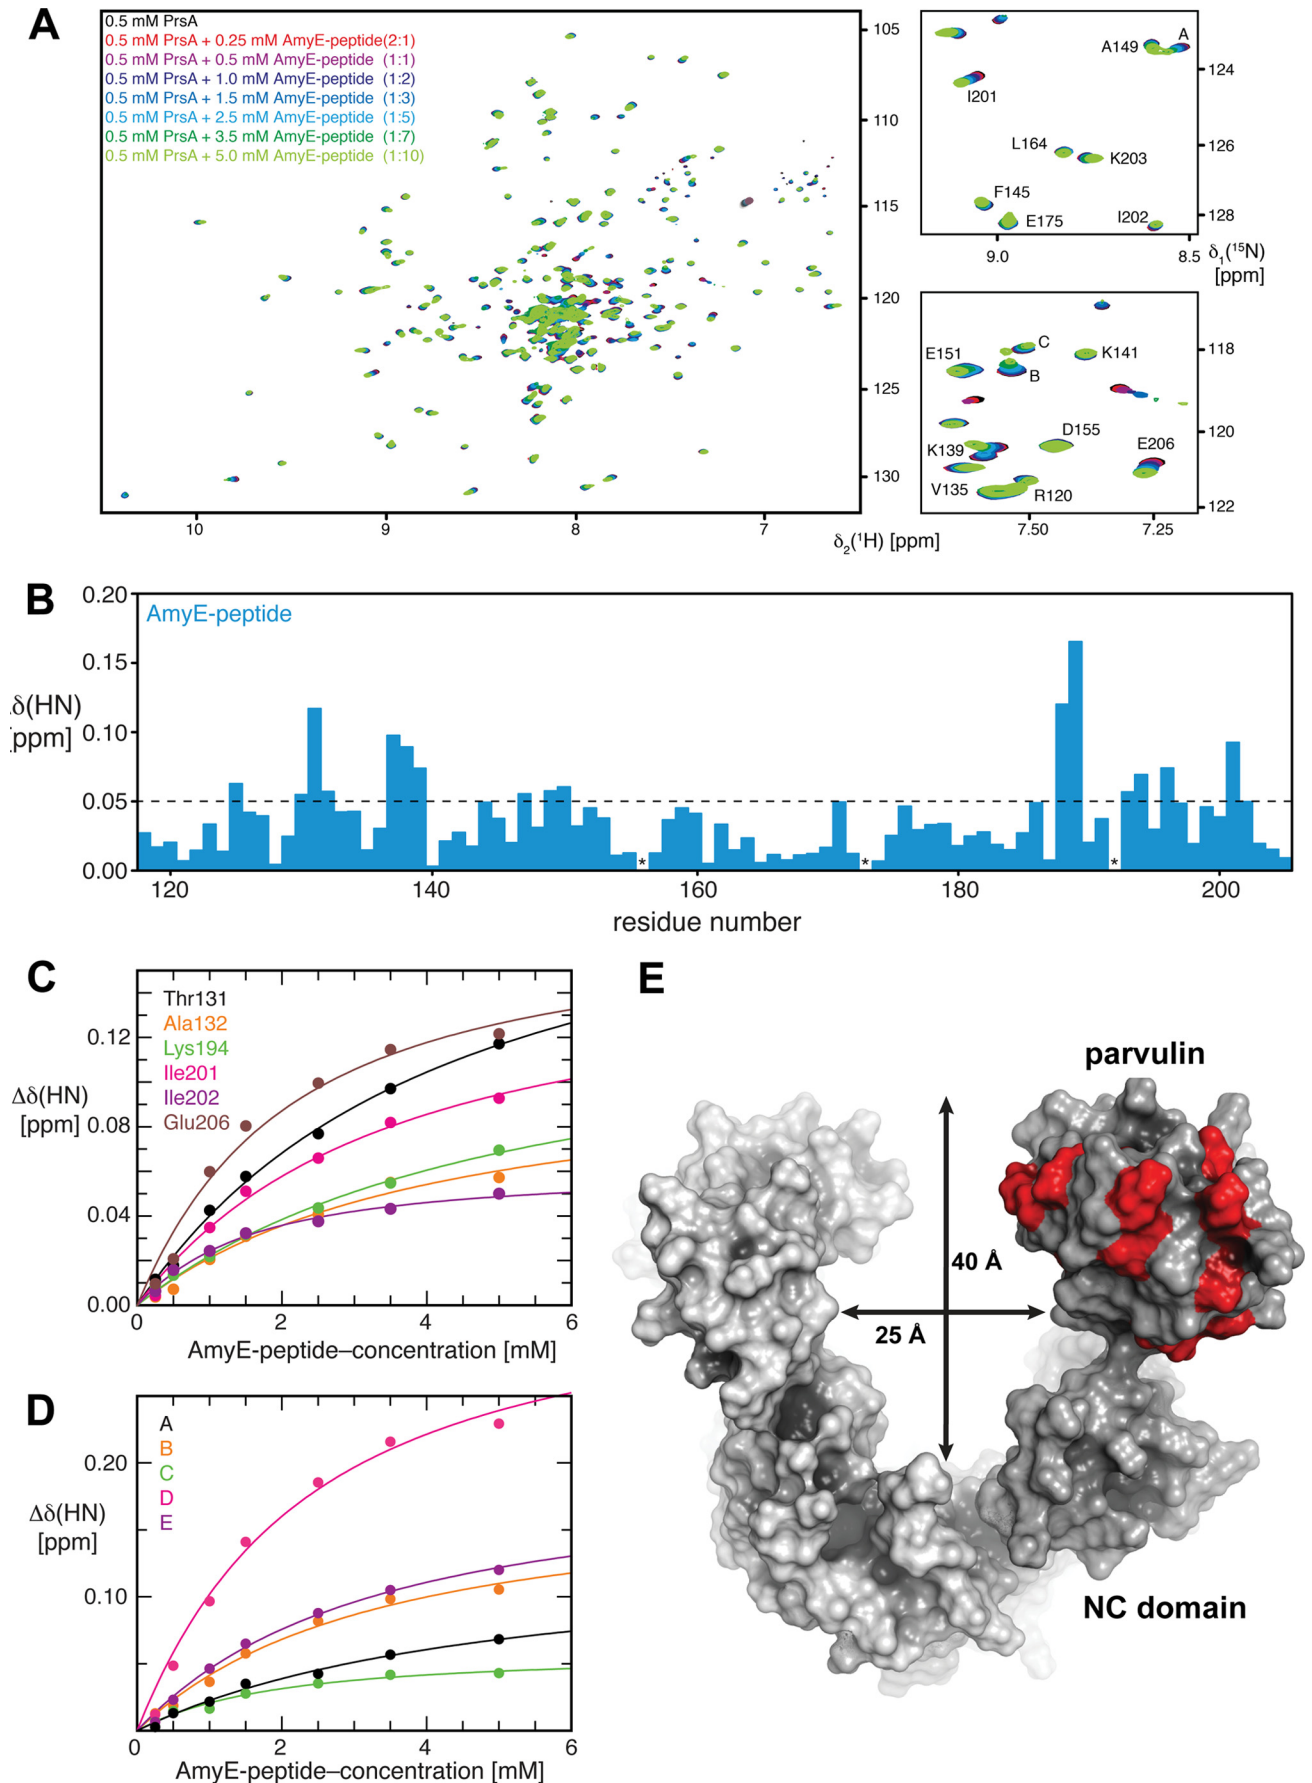 A
0.5 mM PrsA
0.5 mM PrsA + 0.25 mM AmyE-peptide(2:1)
0.5 mM PrsA + 0.5 mM AmyE-peptide (1:1)
0.5 mM PrsA + 1.0 mM AmyE-peptide (1:2)
0.5 mM PrsA + 1.5 mM AmyE-peptide (1:3)
0.5 mM PrsA + 2.5 mM AmyE-peptide (1:5)
0.5 mM PrsA + 3.5 mM AmyE-peptide (1:7)
0.5 mM PrsA + 5.0 mM AmyE-peptide (1:10)
105
110
115
120
125
130
10 9 8 7
δ₂(¹H) [ppm]
A149 A
I201
L164 K203
F145
E175 I202
124
126
128
9.0 8.5
δ₁(¹⁵N)
[ppm]
E151 C K141
B
K139 D155 E206
V135 R120
118
120
122
7.50 7.25
B
AmyE-peptide
0.20
0.15
0.10
0.05
0.00
.δ(HN)
[ppm]
* * *
120 140 160 180 200
residue number
C
Thr131
Ala132
Lys194
Ile201
Ile202
Glu206
0.12
0.08
0.04
0.00
Δδ(HN)
[ppm]
0 2 4 6
AmyE-peptide–concentration [mM]
D
A
B
C
D
E
0.20
0.10
Δδ(HN)
[ppm]
0 2 4 6
AmyE-peptide–concentration [mM]
E
parvulin
40 Å
25 Å
NC domain